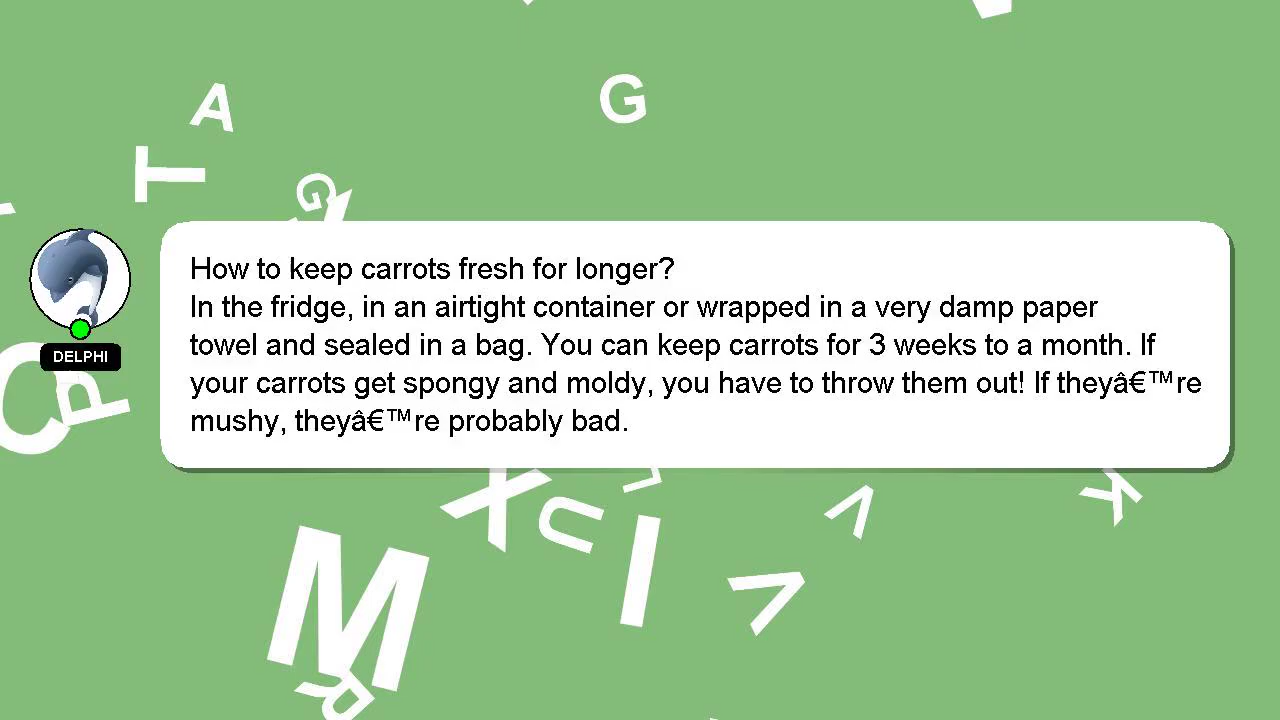 A
G
T
G
How to keep carrots fresh for longer?
In the fridge, in an airtight container or wrapped in a very damp paper
towel and sealed in a bag. You can keep carrots for 3 weeks to a month. If
your carrots get spongy and moldy, you have to throw them out! If theyâ€™re
mushy, theyâ€™re probably bad.
DELPHI
C
P
X
U
L
I
V
K
M
V
R